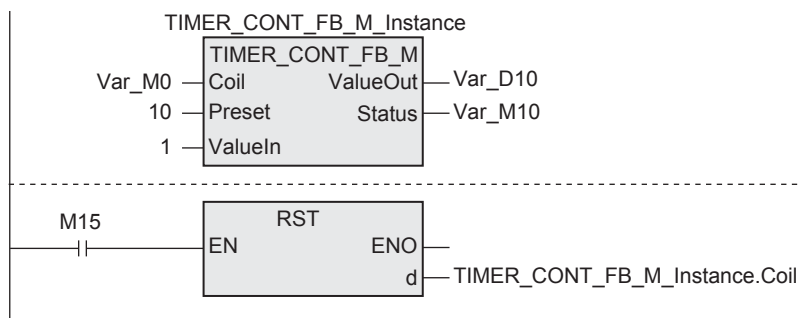 TIMER_CONT_FB_M_Instance
TIMER_CONT_FB_M
Var_M0 Coil ValueOut Var_D10
10 Preset Status Var_M10
1 ValueIn
M15 RST
EN ENO
d TIMER_CONT_FB_M_Instance.Coil